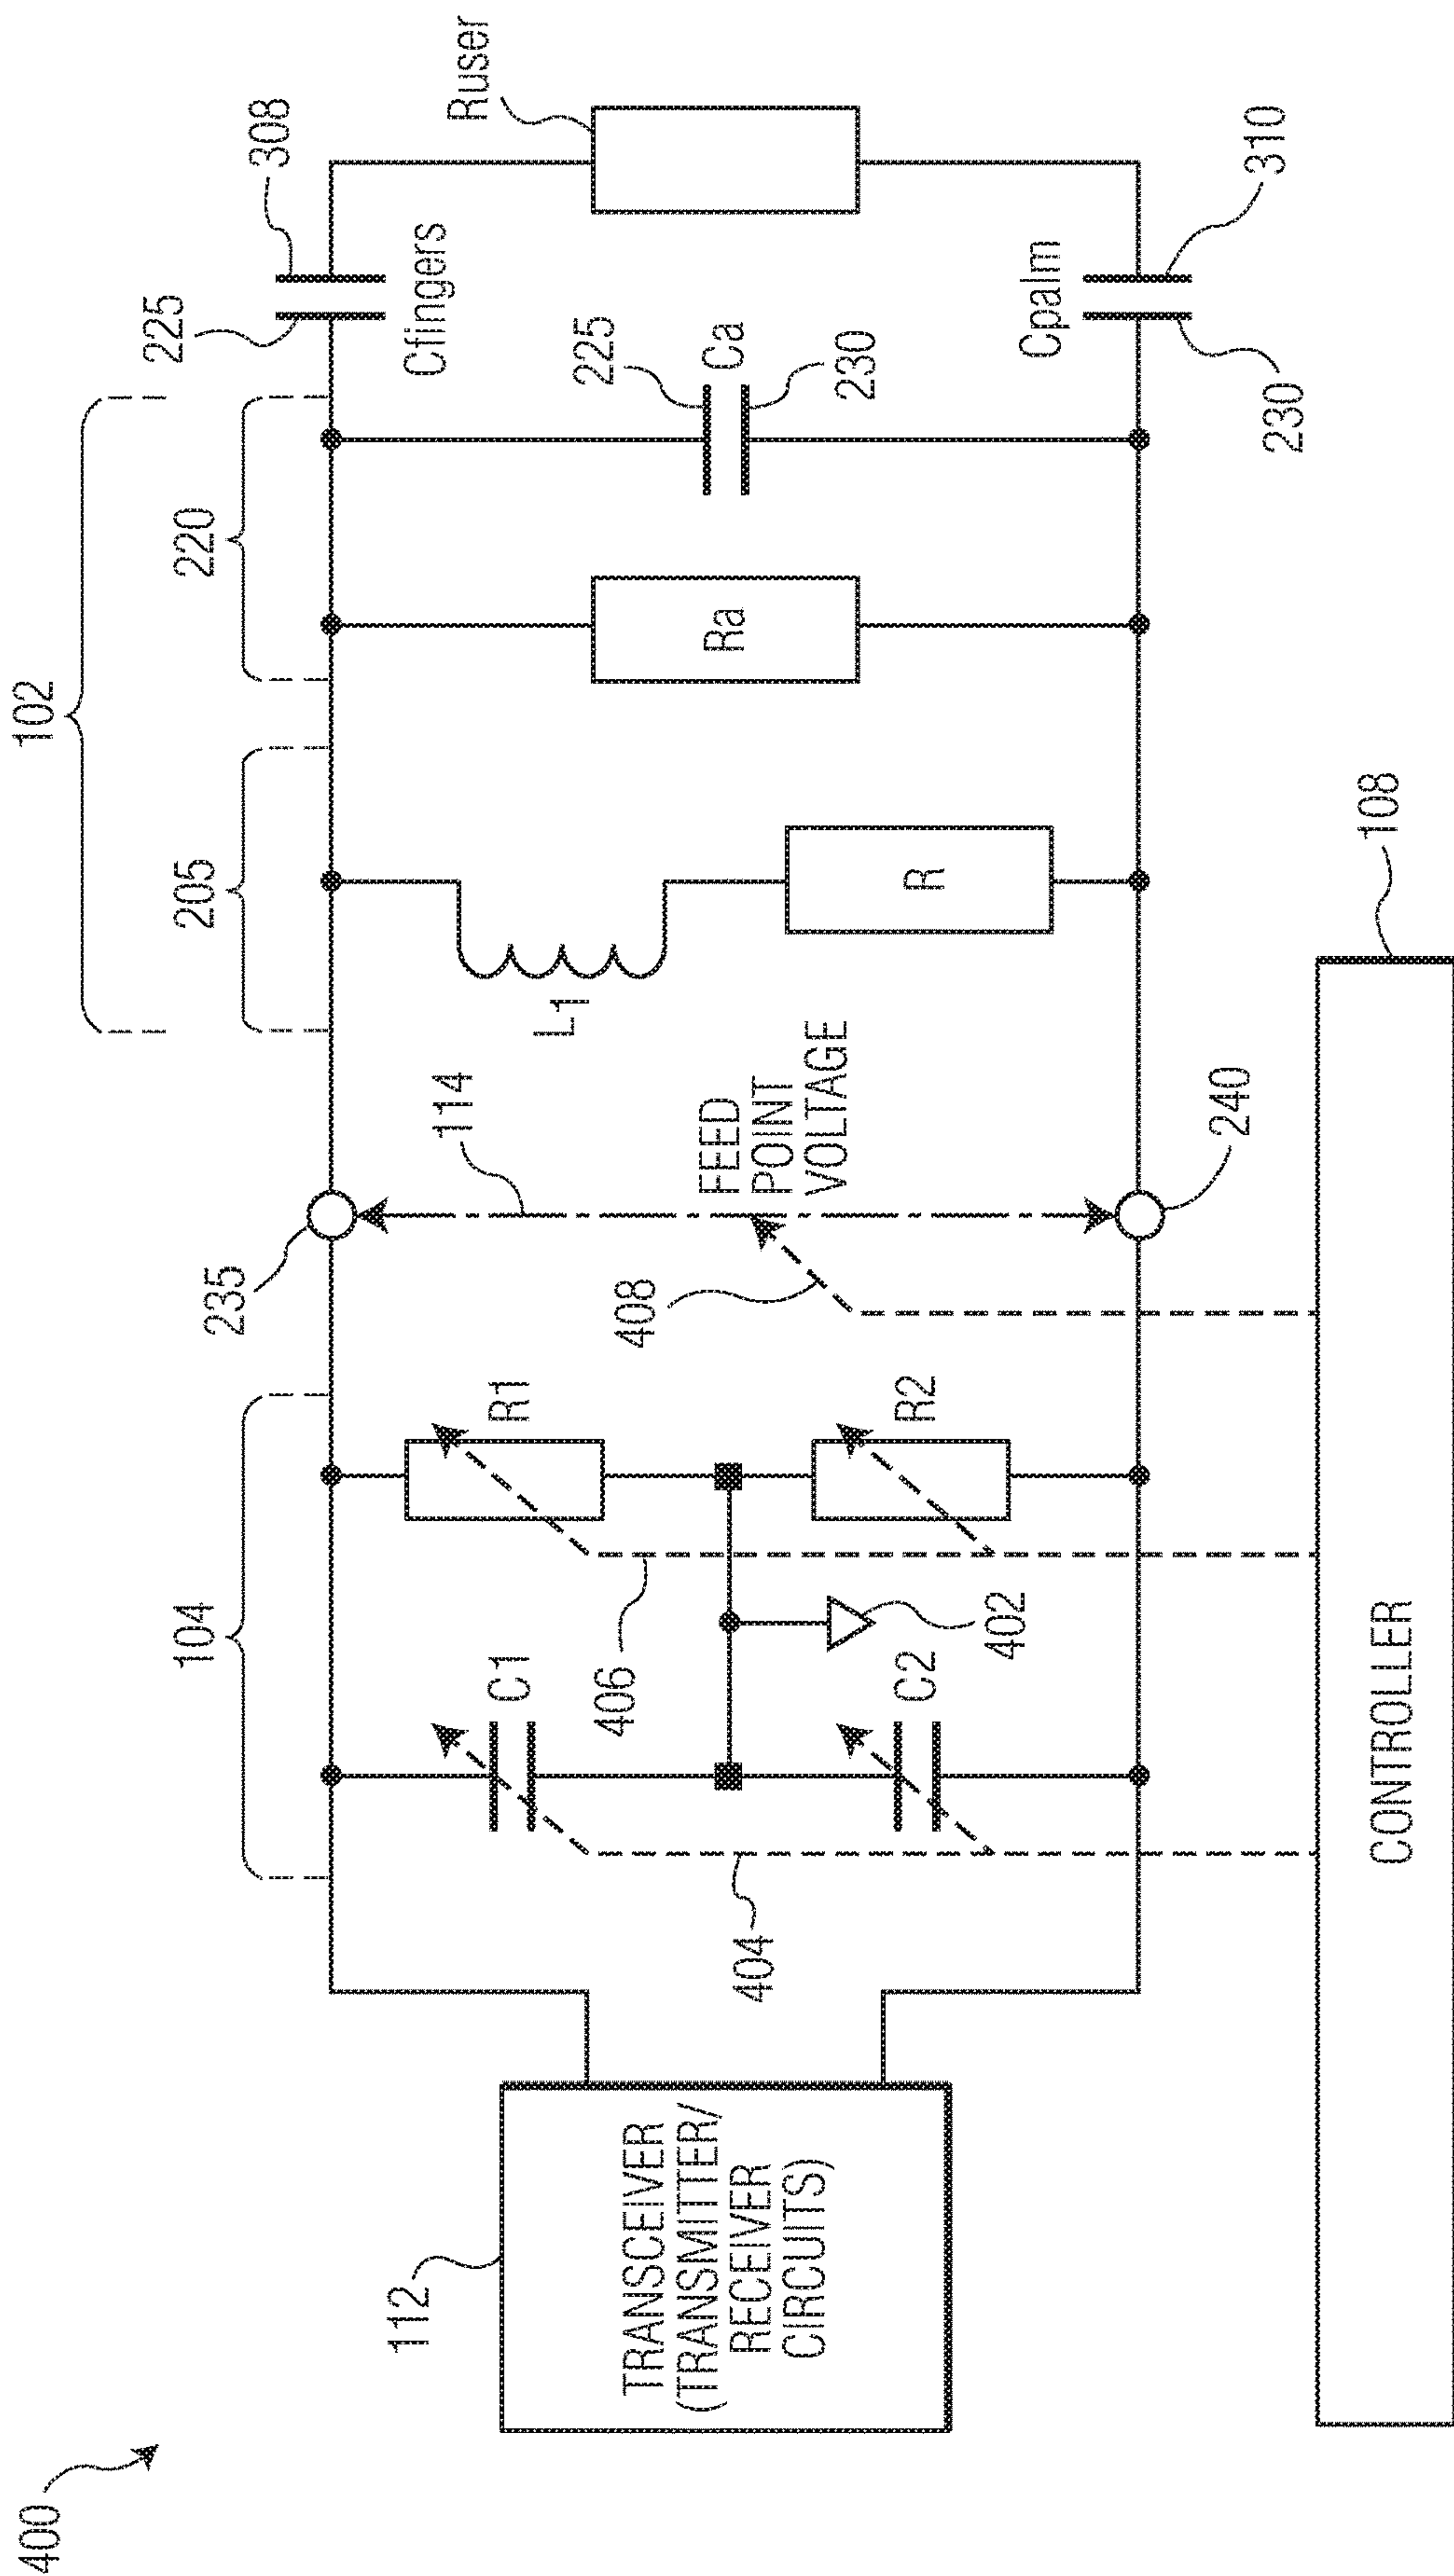 400
102
205
220
225
308
Cfingers
Ruser
225
Ca
230
Ra
Cpalm
310
230
L1
R
235
114
FEED
POINT
VOLTAGE
408
240
104
C1
R1
406
402
C2
R2
404
112
TRANSCEIVER
(TRANSMITTER/
RECEIVER
CIRCUITS)
CONTROLLER
108